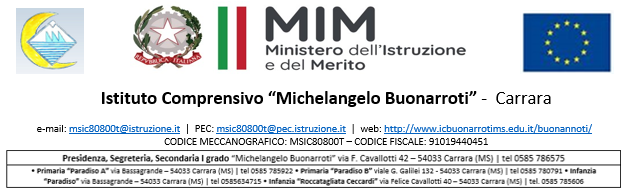 MIM
Ministero dell'Istruzione
e del Merito
REPVBBLICA ITALIANA
Istituto Comprensivo “Michelangelo Buonarroti” - Carrara
e-mail: msic80800t@istruzione.it | PEC: msic80800t@pec.istruzione.it | web: http://www.icbuonarrotims.edu.it/buonannoti/
CODICE MECCANOGRAFICO: MSIC80800T – CODICE FISCALE: 91019440451
Presidenza, Segreteria, Secondaria I grado “Michelangelo Buonarroti” via F. Cavallotti 42 – 54033 Carrara (MS) | tel 0585 786575
• Primaria “Paradiso A” via Bassagrande – 54033 Carrara (MS) | tel 0585 785922 • Primaria “Paradiso B” viale G. Galilei 132 - 54033 Carrara (MS) | tel 0585 780791 • Infanzia
“Paradiso” via Bassagrande – 54033 Carrara (MS) | tel 0585634715 • Infanzia “Roccatagliata Ceccardi” via Felice Cavallotti 40 – 54033 Carrara (MS) | tel 0585 785606